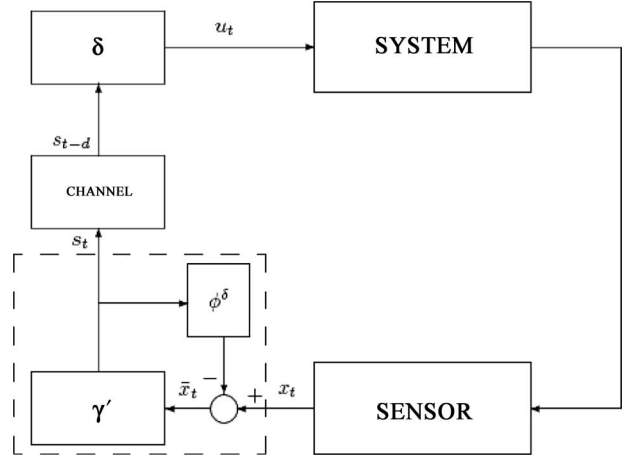 δ
u_t
SYSTEM
s_{t-d}
CHANNEL
s_t
φ^δ
x̄_t
−
+
x_t
γ′
SENSOR